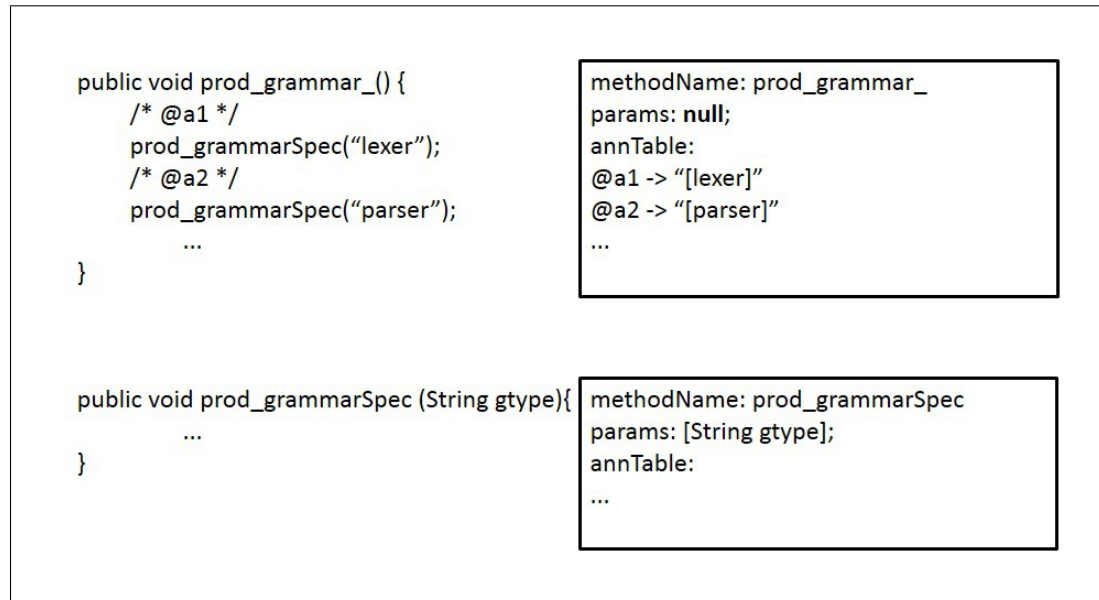 public void prod_grammar_() {
/* @a1 */
prod_grammarSpec(“lexer”);
/* @a2 */
prod_grammarSpec(“parser”);
...
}
methodName: prod_grammar_
params: null;
annTable:
@a1 -> “[lexer]”
@a2 -> “[parser]”
...
public void prod_grammarSpec (String gtype){
...
}
methodName: prod_grammarSpec
params: [String gtype];
annTable:
...